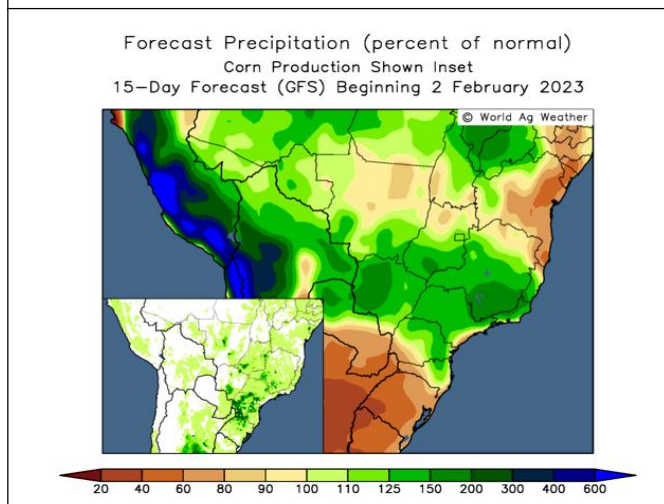 Forecast Precipitation (percent of normal)
Corn Production Shown Inset
15-Day Forecast (GFS) Beginning 2 February 2023
© World Ag Weather
20 40 60 80 90 100 110 125 150 200 300 400 600